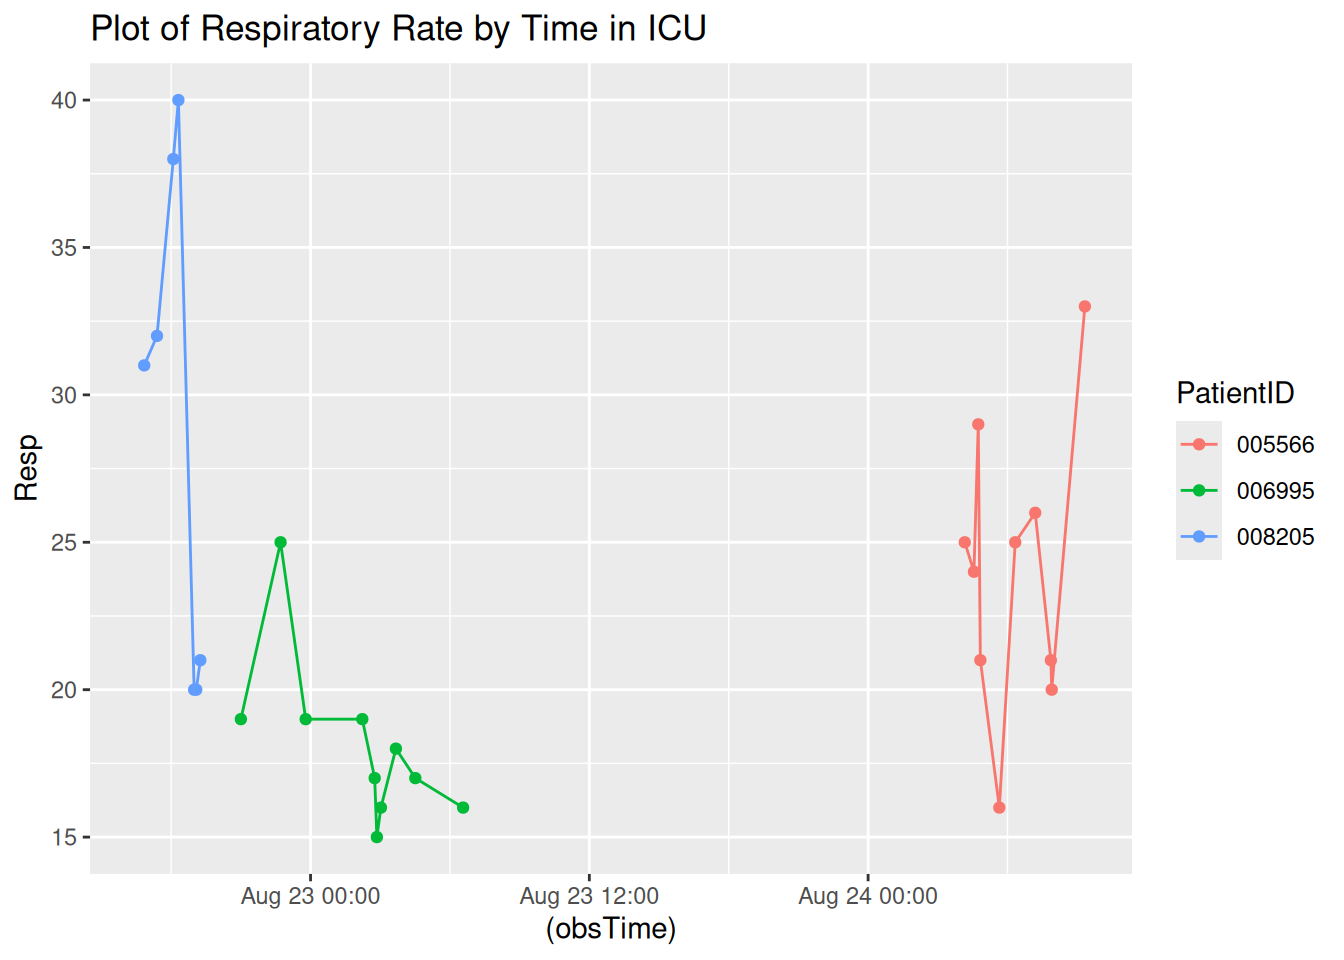 Plot of Respiratory Rate by Time in ICU
40
35
30
25
20
15
Resp
Aug 23 00:00
Aug 23 12:00
Aug 24 00:00
(obsTime)
PatientID
005566
006995
008205